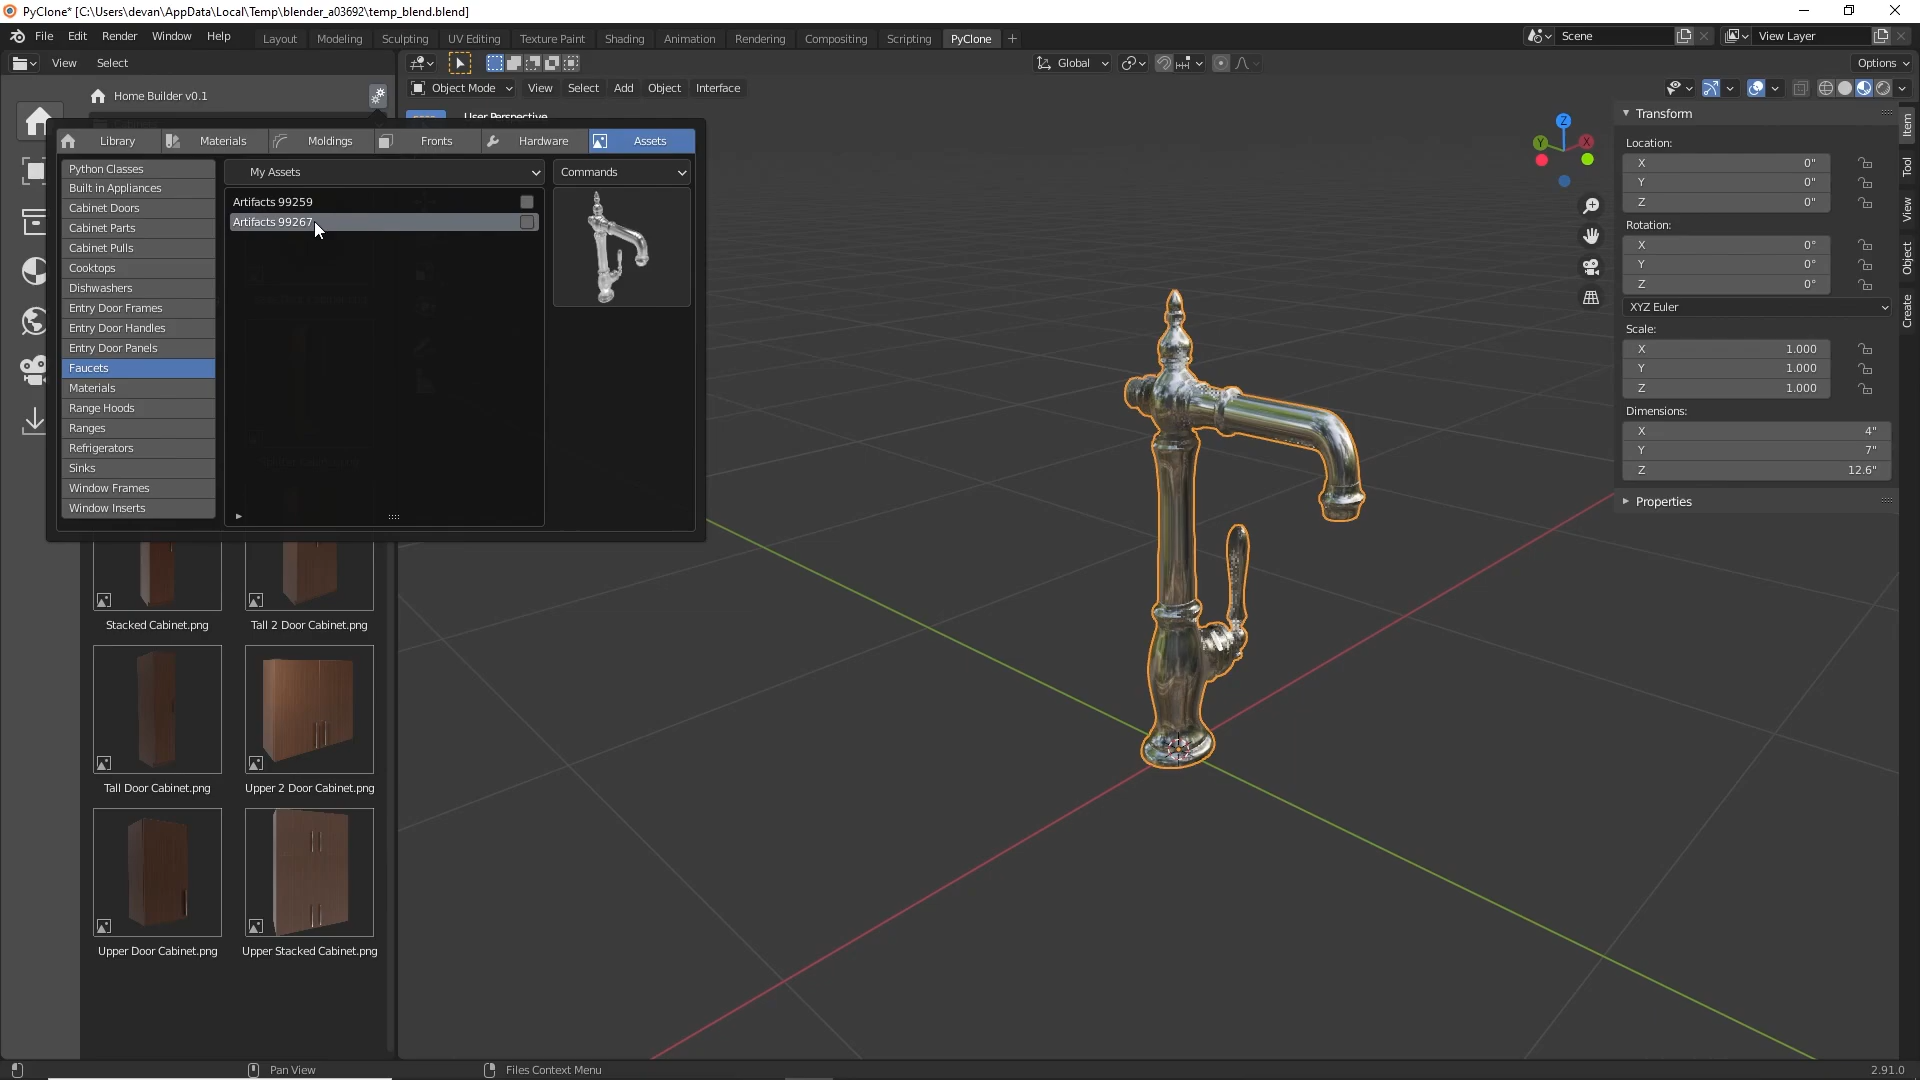 PyClone* [C:\Users\devan\AppData\Local\Temp\blender_a03692\temp_blend.blend]
File Edit Render Window Help Layout Modeling Sculpting UV Editing Texture Paint Shading Animation Rendering Compositing Scripting PyClone + Scene View Layer
View Select Global Options
Home Builder v0.1 Object Mode View Select Add Object Interface
User Perspective
Library Materials Moldings Fronts Hardware Assets
My Assets
Commands
Python Classes
Built in Appliances
Cabinet Doors
Cabinet Parts
Cabinet Pulls
Cooktops
Dishwashers
Entry Door Frames
Entry Door Handles
Entry Door Panels
Faucets
Materials
Range Hoods
Ranges
Refrigerators
Sinks
Window Frames
Window Inserts
Artifacts 99259
Artifacts 99267
Stacked Cabinet.png Tall 2 Door Cabinet.png
Tall Door Cabinet.png Upper 2 Door Cabinet.png
Upper Door Cabinet.png Upper Stacked Cabinet.png
Z
Y
X
Transform
Location:
X 0"
Y 0"
Z 0"
Rotation:
X 0°
Y 0°
Z 0°
XYZ Euler
Scale:
X 1.000
Y 1.000
Z 1.000
Dimensions:
X 4"
Y 7"
Z 12.6"
Properties
Item
Tool
View
Object
Create
Pan View Files Context Menu 2.91.0